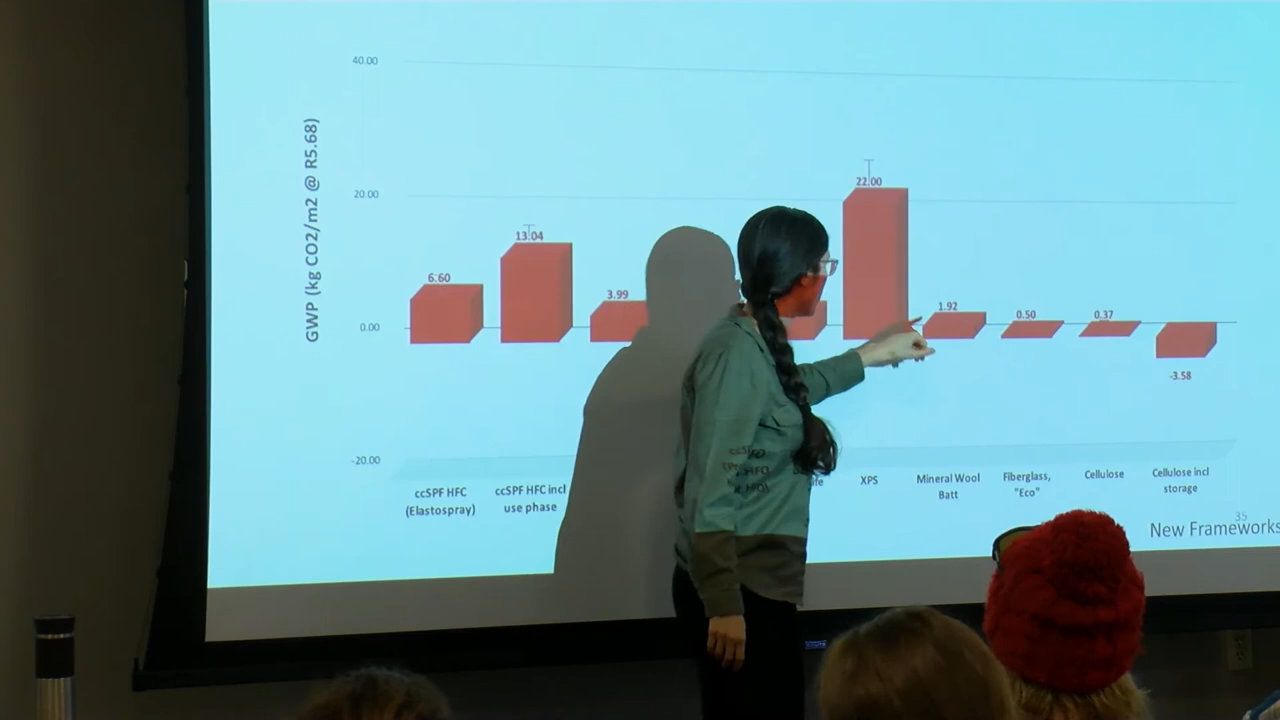 40.00
20.00
0.00
-20.00
GWP (kg CO2/m2 @ R5.68)
6.60
13.04
3.99
22.00
1.92
0.50
0.37
-3.58
ccSPF HFC
(Elastospray)
ccSPF HFC incl
use phase
XPS
Mineral Wool
Batt
Fiberglass,
"Eco"
Cellulose
Cellulose incl
storage
35
New Frameworks